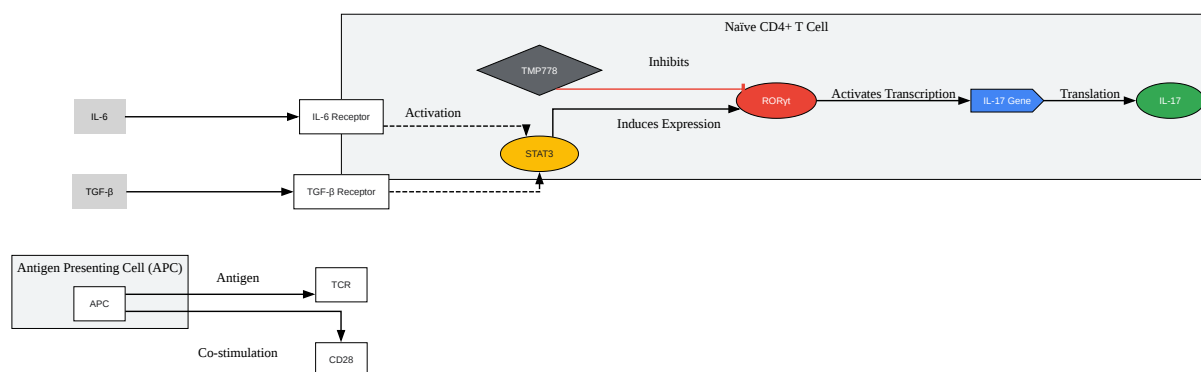 Naïve CD4+ T Cell
TMP778
Inhibits
IL-6
IL-6 Receptor
Activation
RORγt
Activates Transcription
IL-17 Gene
Translation
IL-17
Induces Expression
STAT3
TGF-β
TGF-β Receptor
Antigen Presenting Cell (APC)
Antigen
TCR
APC
Co-stimulation
CD28